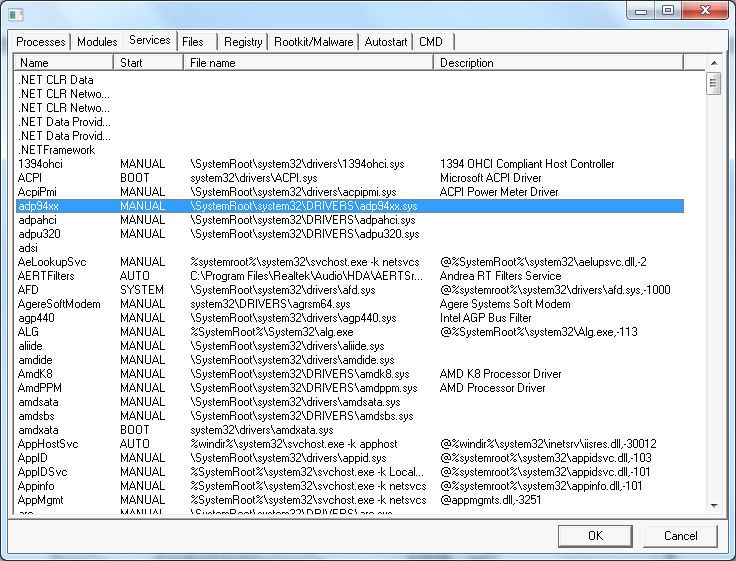 Processes Modules Services Files Registry Rootkit/Malware Autostart CMD
Name Start File name Description
.NET CLR Data
.NET CLR Netwo...
.NET CLR Netwo...
.NET Data Provid...
.NET Data Provid...
.NETFramework
1394ohci MANUAL \SystemRoot\system32\drivers\1394ohci.sys 1394 OHCI Compliant Host Controller
ACPI BOOT system32\drivers\ACPI.sys Microsoft ACPI Driver
AcpiPmi MANUAL \SystemRoot\system32\drivers\acpipmi.sys ACPI Power Meter Driver
adp94xx MANUAL \SystemRoot\system32\DRIVERS\adp94xx.sys
adpahci MANUAL \SystemRoot\system32\DRIVERS\adpahci.sys
adpu320 MANUAL \SystemRoot\system32\DRIVERS\adpu320.sys
adsi
AeLookupSvc MANUAL %systemroot%\system32\svchost.exe -k netsvcs @%SystemRoot%\system32\aelupsvc.dll,-2
AERTFilters AUTO C:\Program Files\Realtek\Audio\HDA\AERTSr... Andrea RT Filters Service
AFD SYSTEM \SystemRoot\system32\drivers\afd.sys @%systemroot%\system32\drivers\afd.sys,-1000
AgereSoftModem MANUAL system32\DRIVERS\agrsm64.sys Agere Systems Soft Modem
agp440 MANUAL \SystemRoot\system32\DRIVERS\agp440.sys Intel AGP Bus Filter
ALG MANUAL %SystemRoot%\System32\alg.exe @%SystemRoot%\system32\Alg.exe,-113
aliide MANUAL \SystemRoot\system32\drivers\aliide.sys
amdide MANUAL \SystemRoot\system32\drivers\amdide.sys
AmdK8 MANUAL \SystemRoot\system32\DRIVERS\amdk8.sys AMD K8 Processor Driver
AmdPPM MANUAL \SystemRoot\system32\DRIVERS\amdppm.sys AMD Processor Driver
amdsata MANUAL \SystemRoot\system32\drivers\amdsata.sys
amdsbs MANUAL \SystemRoot\system32\DRIVERS\amdsbs.sys
amdxata BOOT system32\drivers\amdxata.sys
AppHostSvc AUTO %windir%\system32\svchost.exe -k apphost @%windir%\system32\inetsrv\iisres.dll,-30012
AppID MANUAL \SystemRoot\system32\drivers\appid.sys @%systemroot%\system32\appidsvc.dll,-103
AppIDSvc MANUAL %SystemRoot%\system32\svchost.exe -k Local... @%systemroot%\system32\appidsvc.dll,-101
Appinfo MANUAL %SystemRoot%\system32\svchost.exe -k netsvcs @%systemroot%\system32\appinfo.dll,-101
AppMgmt MANUAL %SystemRoot%\system32\svchost.exe -k netsvcs @appmgmts.dll,-3251
arc MANUAL \SystemRoot\system32\DRIVERS\arc.sys
OK Cancel